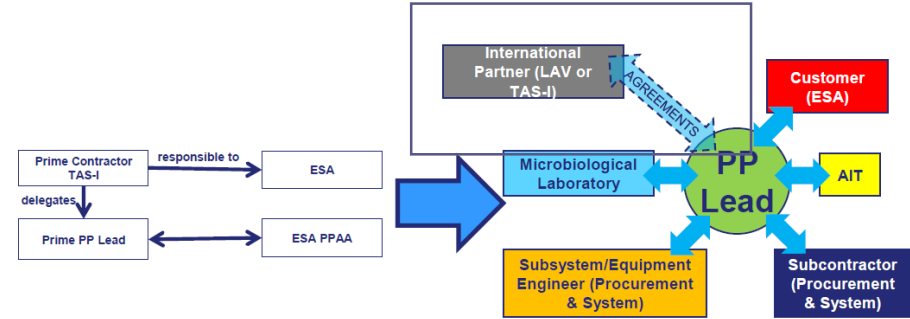 Prime Contractor
TAS-I
responsible to
ESA
delegates
Prime PP Lead
ESA PPAA
International
Partner (LAV or
TAS-I)
AGREEMENTS
Customer
(ESA)
Microbiological
Laboratory
PP
Lead
AIT
Subsystem/Equipment
Engineer (Procurement
& System)
Subcontractor
(Procurement
& System)